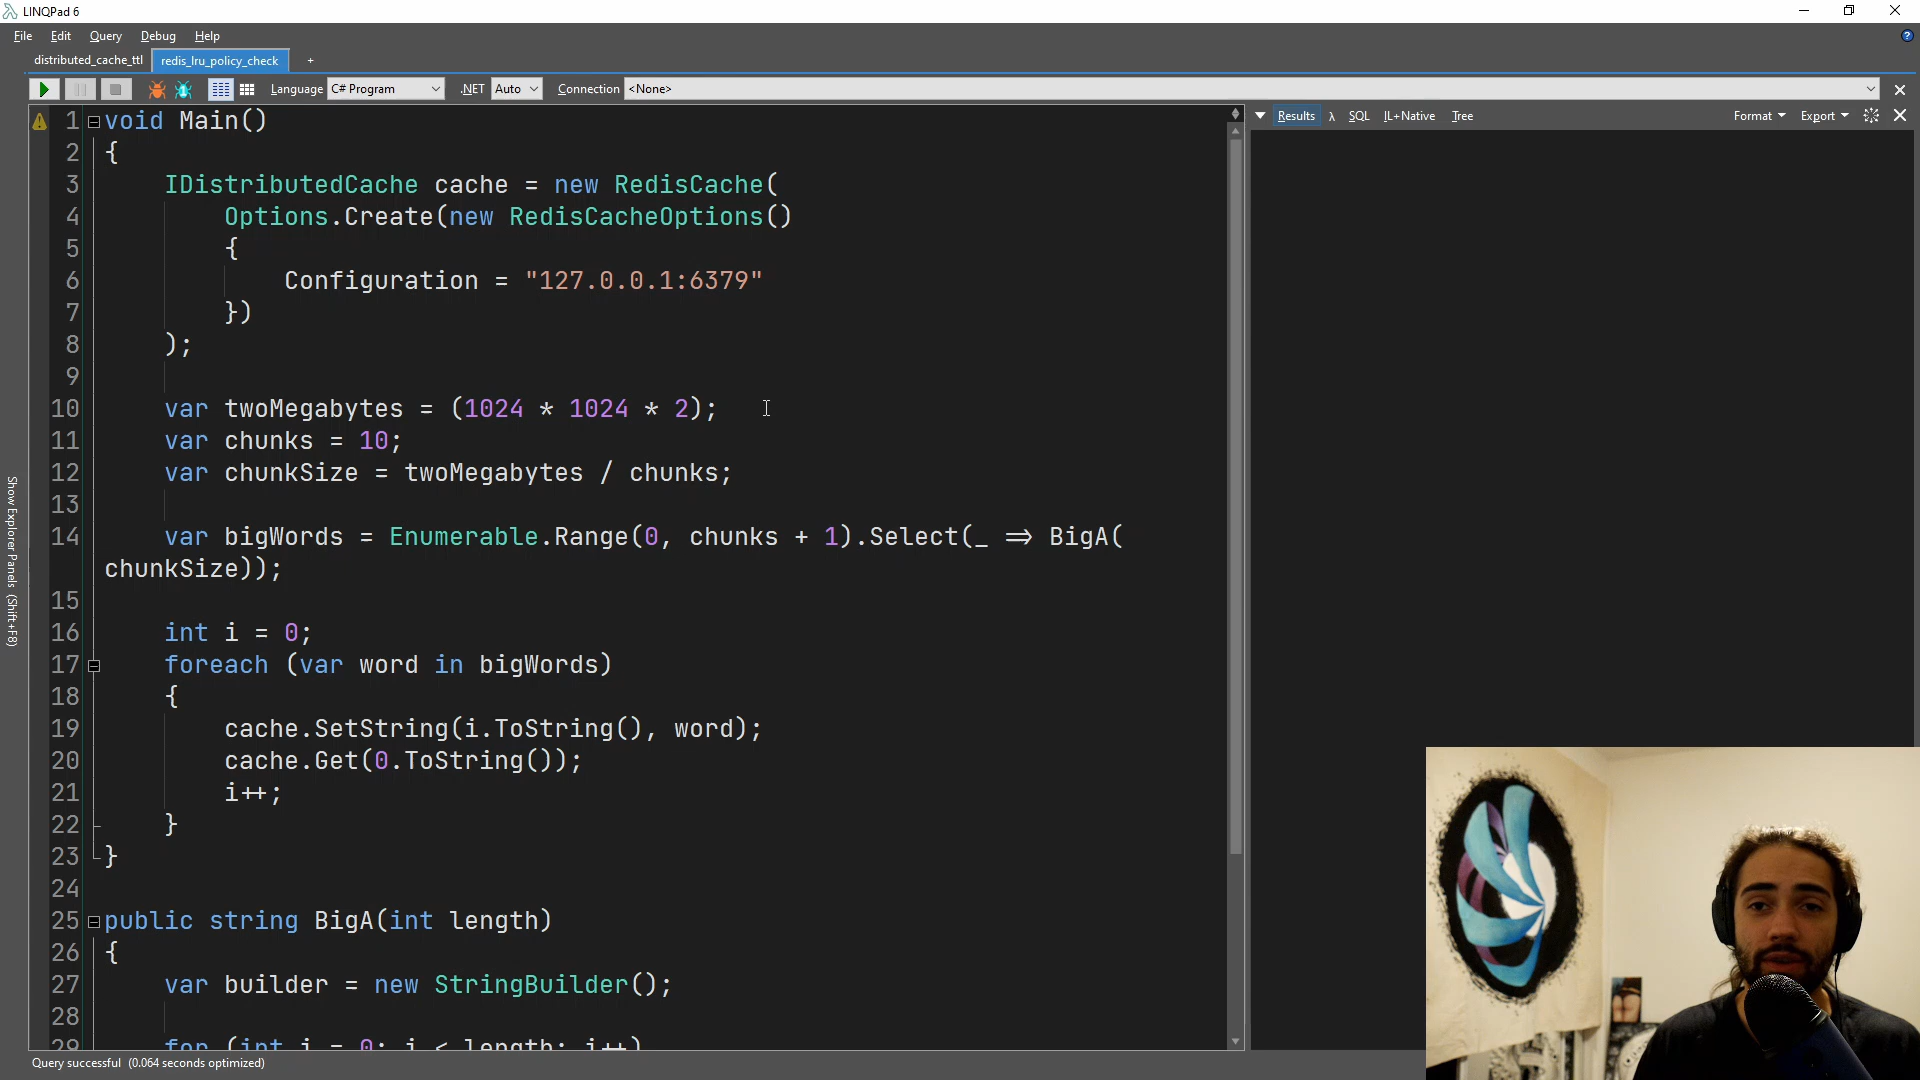 LINQPad 6
File Edit Query Debug Help
distributed_cache_ttl redis_lru_policy_check +
Language C# Program .NET Auto Connection <None>
Results λ SQL IL+Native Tree Format Export
1 void Main()
2 {
3 IDistributedCache cache = new RedisCache(
4 Options.Create(new RedisCacheOptions()
5 {
6 Configuration = "127.0.0.1:6379"
7 })
8 );
9
10 var twoMegabytes = (1024 * 1024 * 2);
11 var chunks = 10;
12 var chunkSize = twoMegabytes / chunks;
13
14 var bigWords = Enumerable.Range(0, chunks + 1).Select(_ => BigA(
chunkSize));
15
16 int i = 0;
17 foreach (var word in bigWords)
18 {
19 cache.SetString(i.ToString(), word);
20 cache.Get(0.ToString());
21 i++;
22 }
23 }
24
25 public string BigA(int length)
26 {
27 var builder = new StringBuilder();
28
29 for (int i = 0; i < length; i++)
Show Explorer Panels (Shift+F8)
Query successful (0.064 seconds optimized)